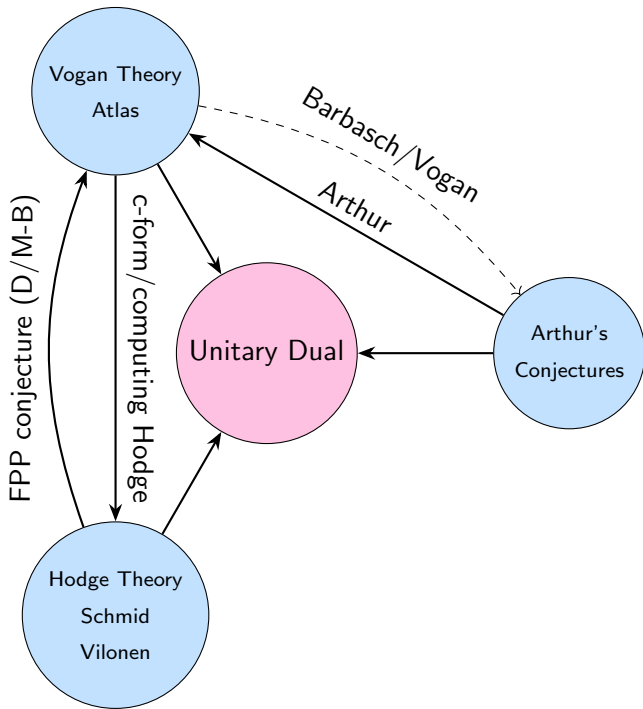 Vogan Theory
Atlas
Barbasch/Vogan
Arthur
FPP conjecture (D/M-B)
c-form/computing Hodge
Unitary Dual
Arthur's
Conjectures
Hodge Theory
Schmid
Vilonen